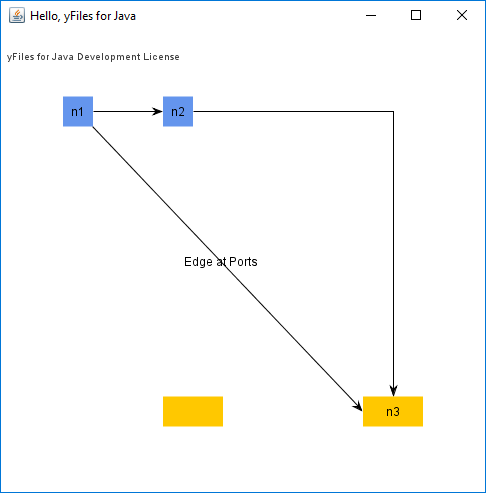 Hello, yFiles for Java
yFiles for Java Development License
n1
n2
Edge at Ports
n3